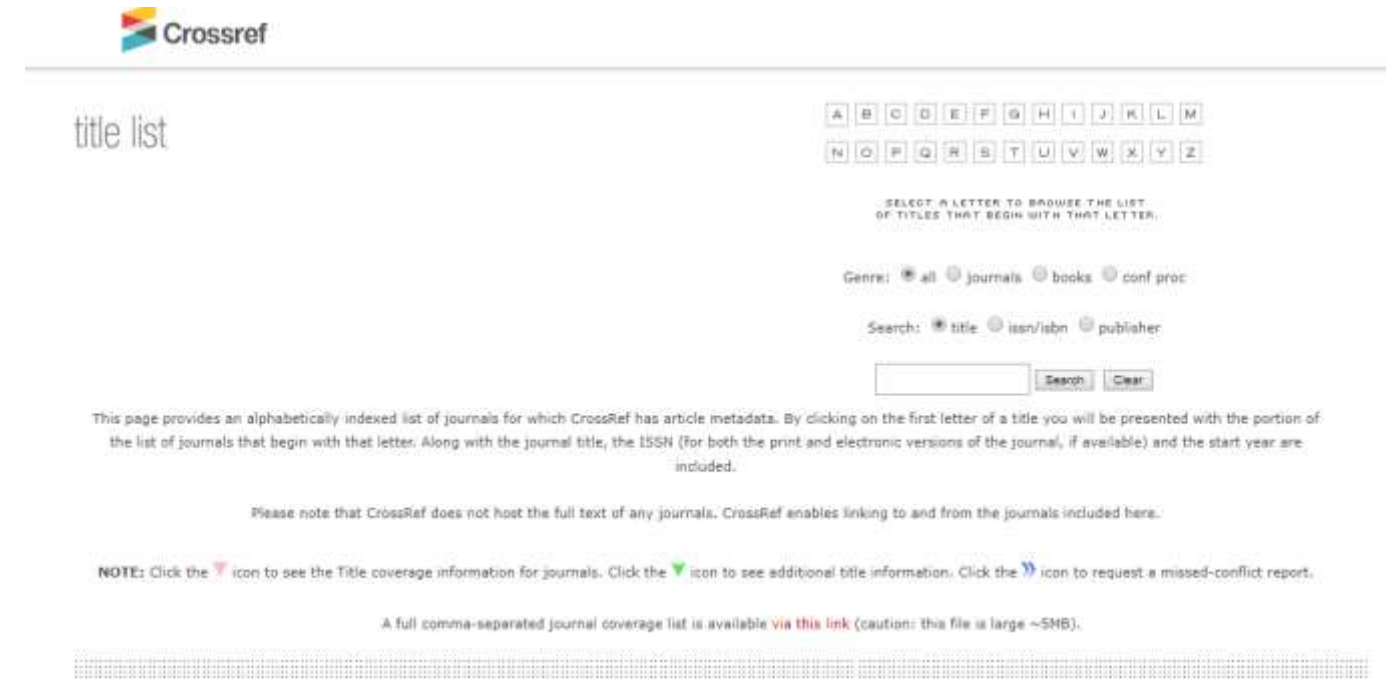 Crossref
title list
A B C D E F G H I J K L M
N O P Q R S T U V W X Y Z
SELECT A LETTER TO BROWSE THE LIST
OF TITLES THAT BEGIN WITH THAT LETTER.
Genre: all journals books conf proc
Search: title issn/isbn publisher
Search Clear
This page provides an alphabetically indexed list of journals for which CrossRef has article metadata. By clicking on the first letter of a title you will be presented with the portion of
the list of journals that begin with that letter. Along with the journal title, the ISSN (for both the print and electronic versions of the journal, if available) and the start year are
included.
Please note that CrossRef does not host the full text of any journals. CrossRef enables linking to and from the journals included here.
NOTE: Click the icon to see the Title coverage information for journals. Click the icon to see additional title information. Click the icon to request a missed-conflict report.
A full comma-separated journal coverage list is available via this link (caution: this file is large ~5MB).